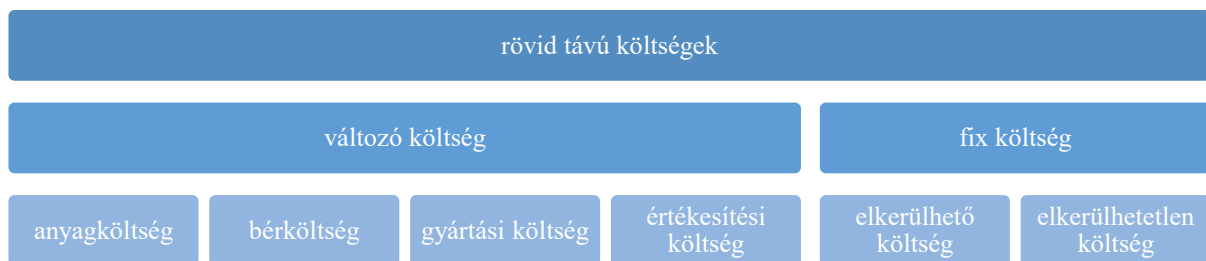 rövid távú költségek
változó költség
fix költség
anyagköltség
bérköltség
gyártási költség
értékesítési
költség
elkerülhető
költség
elkerülhetetlen
költség